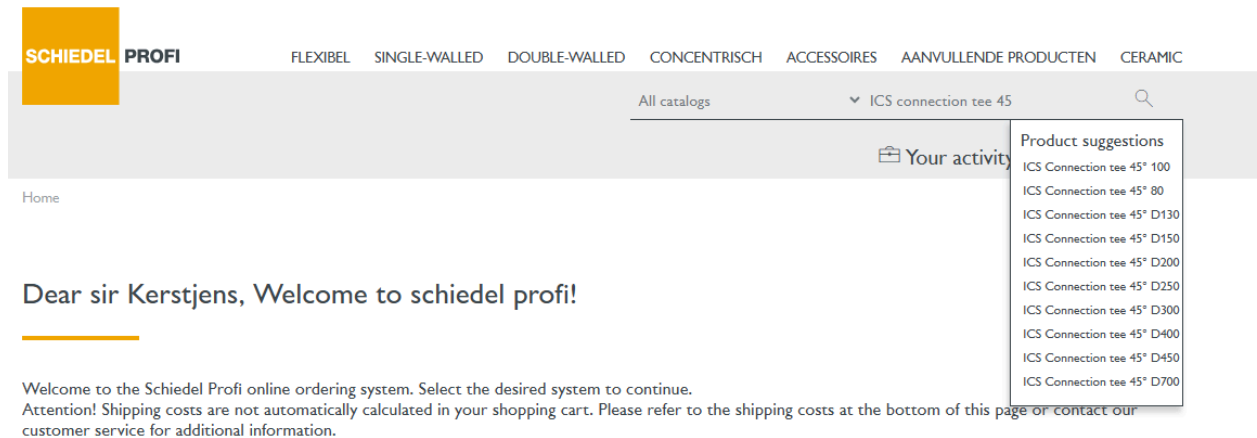 SCHIEDEL PROFI
FLEXIBEL SINGLE-WALLED DOUBLE-WALLED CONCENTRISCH ACCESSOIRES AANVULLENDE PRODUCTEN CERAMIC
All catalogs ICS connection tee 45
Product suggestions
ICS Connection tee 45° 100
ICS Connection tee 45° 80
ICS Connection tee 45° D130
ICS Connection tee 45° D150
ICS Connection tee 45° D200
ICS Connection tee 45° D250
ICS Connection tee 45° D300
ICS Connection tee 45° D400
ICS Connection tee 45° D450
ICS Connection tee 45° D700
Your activity
Home
Dear sir Kerstjens, Welcome to schiedel profi!
Welcome to the Schiedel Profi online ordering system. Select the desired system to continue.
Attention! Shipping costs are not automatically calculated in your shopping cart. Please refer to the shipping costs at the bottom of this page or contact our
customer service for additional information.